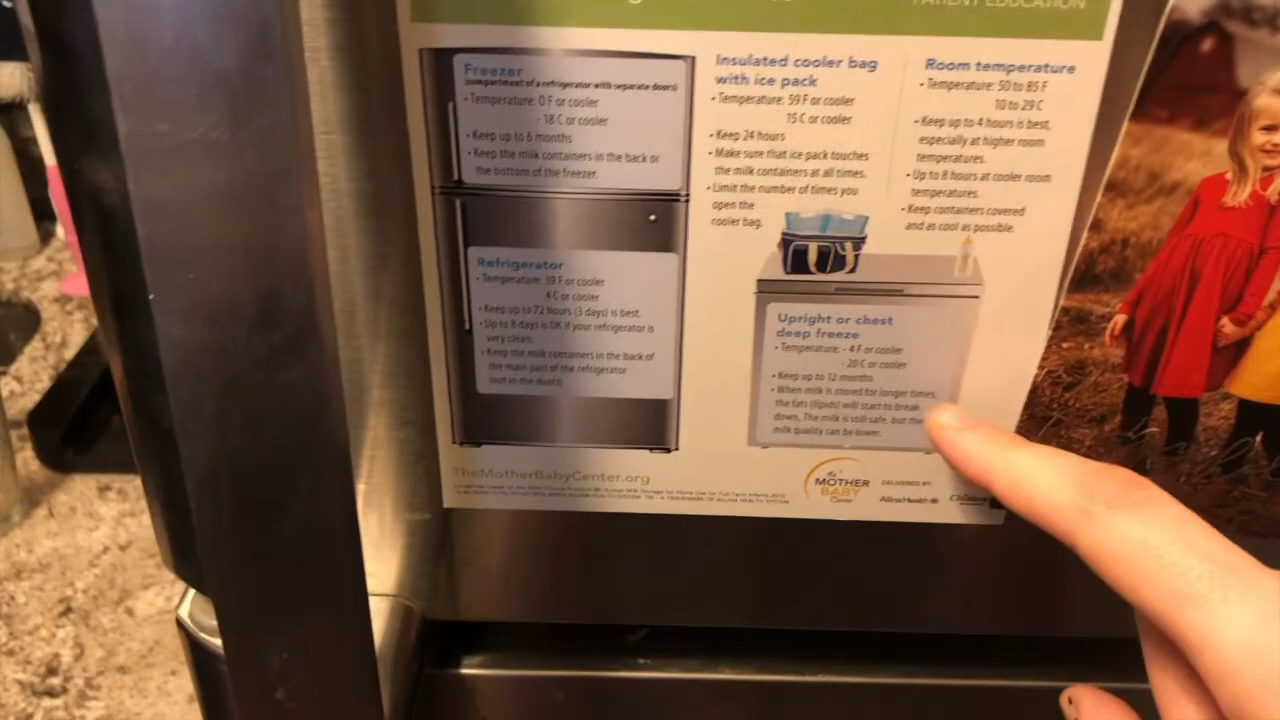 PARENT EDUCATION
Freezer
(compartment of a refrigerator with separate doors)
• Temperature: 0 F or cooler
- 18 C or cooler
• Keep up to 6 months
• Keep the milk containers in the back or
the bottom of the freezer.
Refrigerator
• Temperature: 39 F or cooler
4 C or cooler
• Keep up to 72 hours (3 days) is best.
• Up to 8 days is OK if your refrigerator is
very clean.
• Keep the milk containers in the back of
the main part of the refrigerator
(not in the doors)
Insulated cooler bag
with ice pack
• Temperature: 59 F or cooler
15 C or cooler
• Keep 24 hours
• Make sure that ice pack touches
the milk containers at all times.
• Limit the number of times you
open the
cooler bag.
Room temperature
• Temperature: 50 to 85 F
10 to 29 C
• Keep up to 4 hours is best,
especially at higher room
temperatures.
• Up to 8 hours at cooler room
temperatures.
• Keep containers covered
and as cool as possible.
Upright or chest
deep freeze
• Temperature: - 4 F or cooler
- 20 C or cooler
• Keep up to 12 months
• When milk is stored for longer times,
the fats (lipids) will start to break
down. The milk is still safe, but the
milk quality can be lower.
TheMotherBabyCenter.org
the
MOTHER
BABY
Center
DELIVERED BY
Allina Health